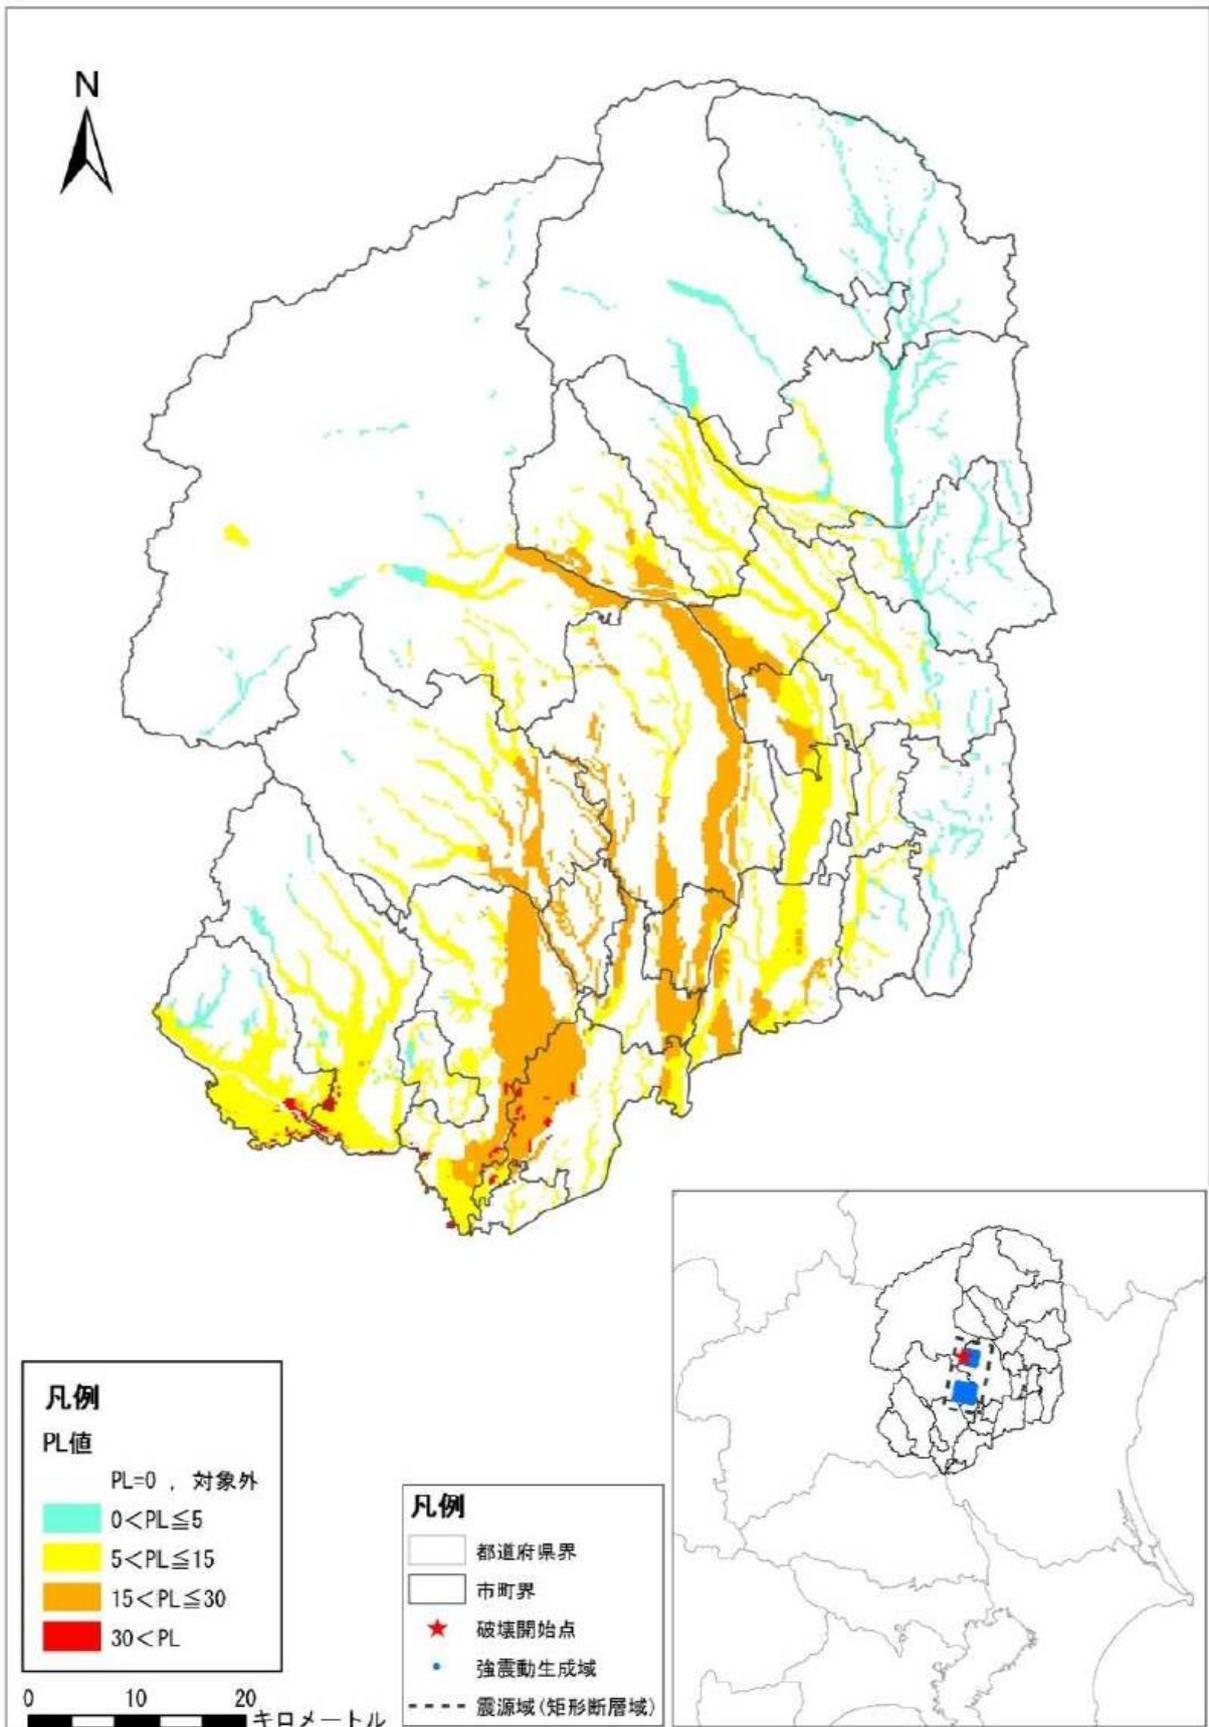 N
凡例
PL値
PL=0 , 対象外
0<PL≦5
5<PL≦15
15<PL≦30
30<PL
0 10 20
キロメートル
凡例
都道府県界
市町界
破壊開始点
強震動生成域
震源域(矩形断層域)